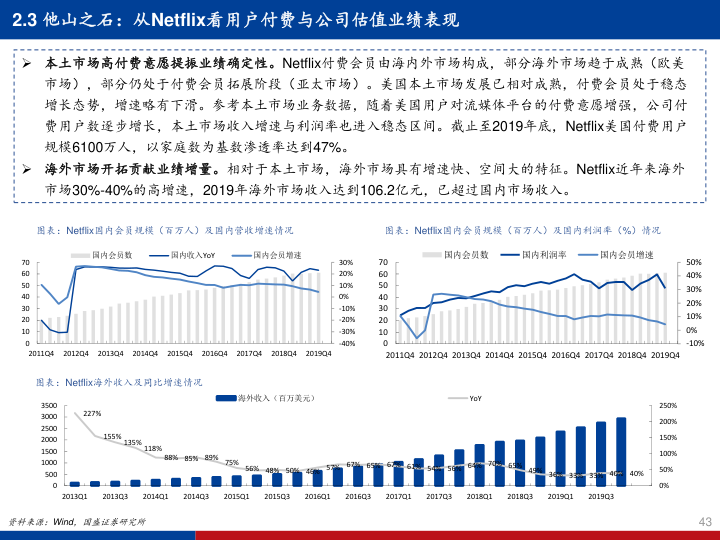 2.3 他山之石：从Netflix看用户付费与公司估值业绩表现
➢ 本土市场高付费意愿提振业绩确定性。Netflix付费会员由海内外市场构成，部分海外市场趋于成熟（欧美
市场），部分仍处于付费会员拓展阶段（亚太市场）。美国本土市场发展已相对成熟，付费会员处于稳态
增长态势，增速略有下滑。参考本土市场业务数据，随着美国用户对流媒体平台的付费意愿增强，公司付
费用户数逐步增长，本土市场收入增速与利润率也进入稳态区间。截止至2019年底，Netflix美国付费用户
规模6100万人，以家庭数为基数渗透率达到47%。
➢ 海外市场开拓贡献业绩增量。相对于本土市场，海外市场具有增速快、空间大的特征。Netflix近年来海外
市场30%-40%的高增速，2019年海外市场收入达到106.2亿元，已超过国内市场收入。
图表：Netflix国内会员规模（百万人）及国内营收增速情况
国内会员数 国内收入YoY 国内会员增速
70 30%
60 20%
50 10%
40 0%
30 -10%
20 -20%
10 -30%
0 -40%
2011Q4 2012Q4 2013Q4 2014Q4 2015Q4 2016Q4 2017Q4 2018Q4 2019Q4
图表：Netflix国内会员规模（百万人）及国内利润率（%）情况
国内会员数 国内利润率 国内会员增速
70 50%
60 40%
50 30%
40 20%
30 10%
20 0%
10 -10%
0
2011Q4 2012Q4 2013Q4 2014Q4 2015Q4 2016Q4 2017Q4 2018Q4 2019Q4
图表：Netflix海外收入及同比增速情况
海外收入（百万美元） YoY
3500 250%
3000 200%
2500 150%
2000 100%
1500 50%
1000 0%
500
0
227% 155% 135% 118% 88% 85% 89% 75% 56% 48% 50% 46% 57% 67% 65% 67% 61% 54% 56% 64% 70% 65% 49% 36% 33% 33% 40% 40%
2013Q1 2013Q3 2014Q1 2014Q3 2015Q1 2015Q3 2016Q1 2016Q3 2017Q1 2017Q3 2018Q1 2018Q3 2019Q1 2019Q3
资料来源：Wind，国盛证券研究所
43